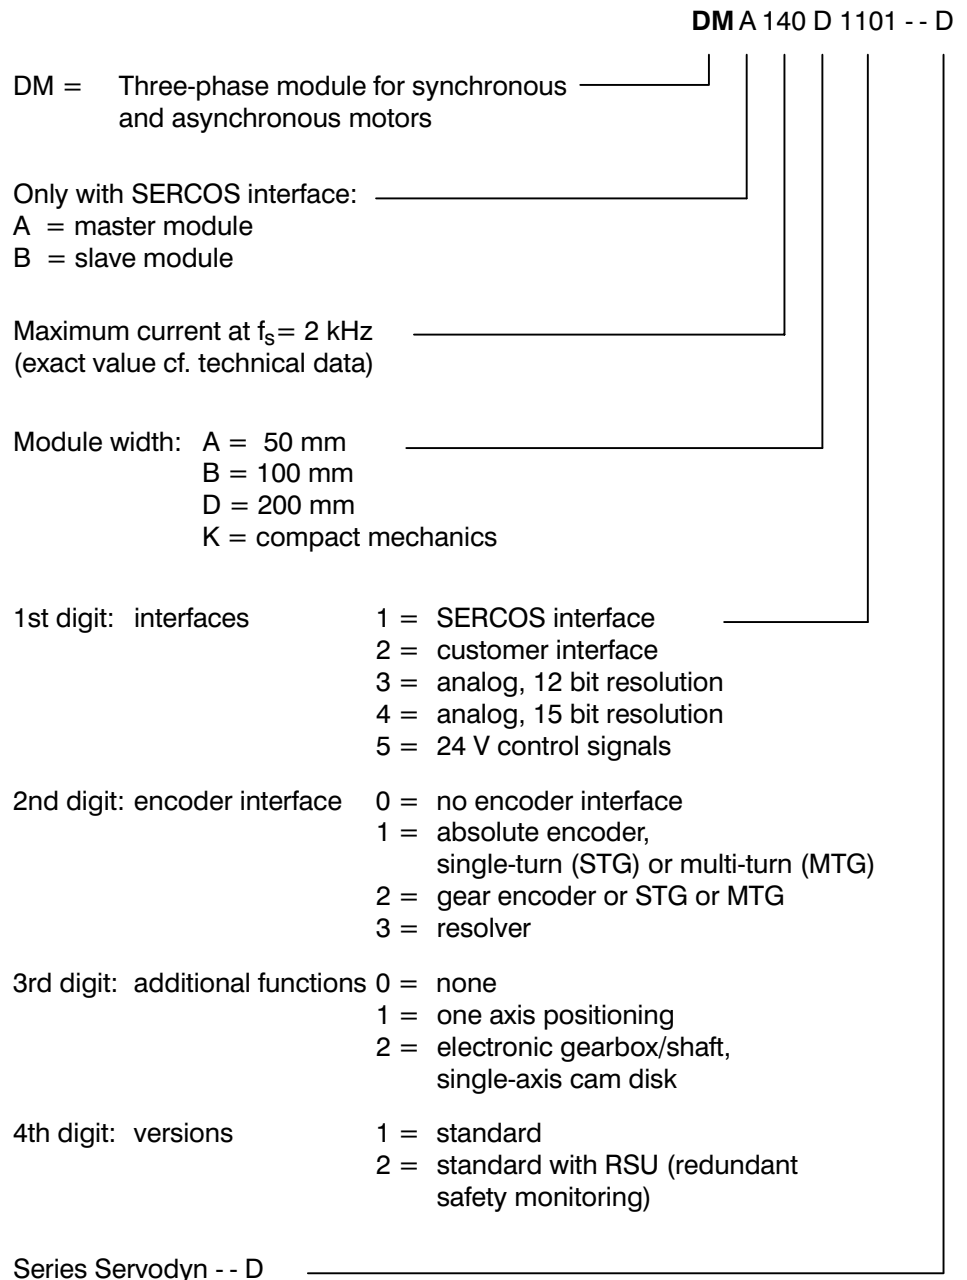 DM A 140 D 1101 - - D
DM = Three-phase module for synchronous
and asynchronous motors
Only with SERCOS interface:
A = master module
B = slave module
Maximum current at fs= 2 kHz
(exact value cf. technical data)
Module width: A = 50 mm
B = 100 mm
D = 200 mm
K = compact mechanics
1st digit: interfaces 1 = SERCOS interface
2 = customer interface
3 = analog, 12 bit resolution
4 = analog, 15 bit resolution
5 = 24 V control signals
2nd digit: encoder interface 0 = no encoder interface
1 = absolute encoder,
single-turn (STG) or multi-turn (MTG)
2 = gear encoder or STG or MTG
3 = resolver
3rd digit: additional functions 0 = none
1 = one axis positioning
2 = electronic gearbox/shaft,
single-axis cam disk
4th digit: versions 1 = standard
2 = standard with RSU (redundant
safety monitoring)
Series Servodyn - - D